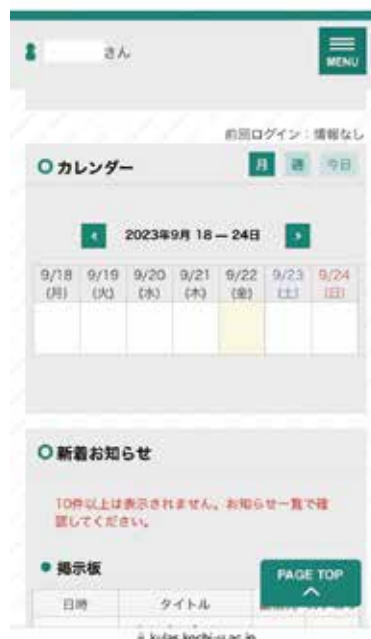 さん
MENU
前回ログイン：情報なし
カレンダー
月 週 今日
2023年9月 18 — 24日
9/18 9/19 9/20 9/21 9/22 9/23 9/24
(月) (火) (水) (木) (金) (土) (日)
新着お知らせ
10件以上は表示されません。お知らせ一覧で確
認してください。
掲示板
PAGE TOP
日時 タイトル
kulas.kochi-u.ac.jp